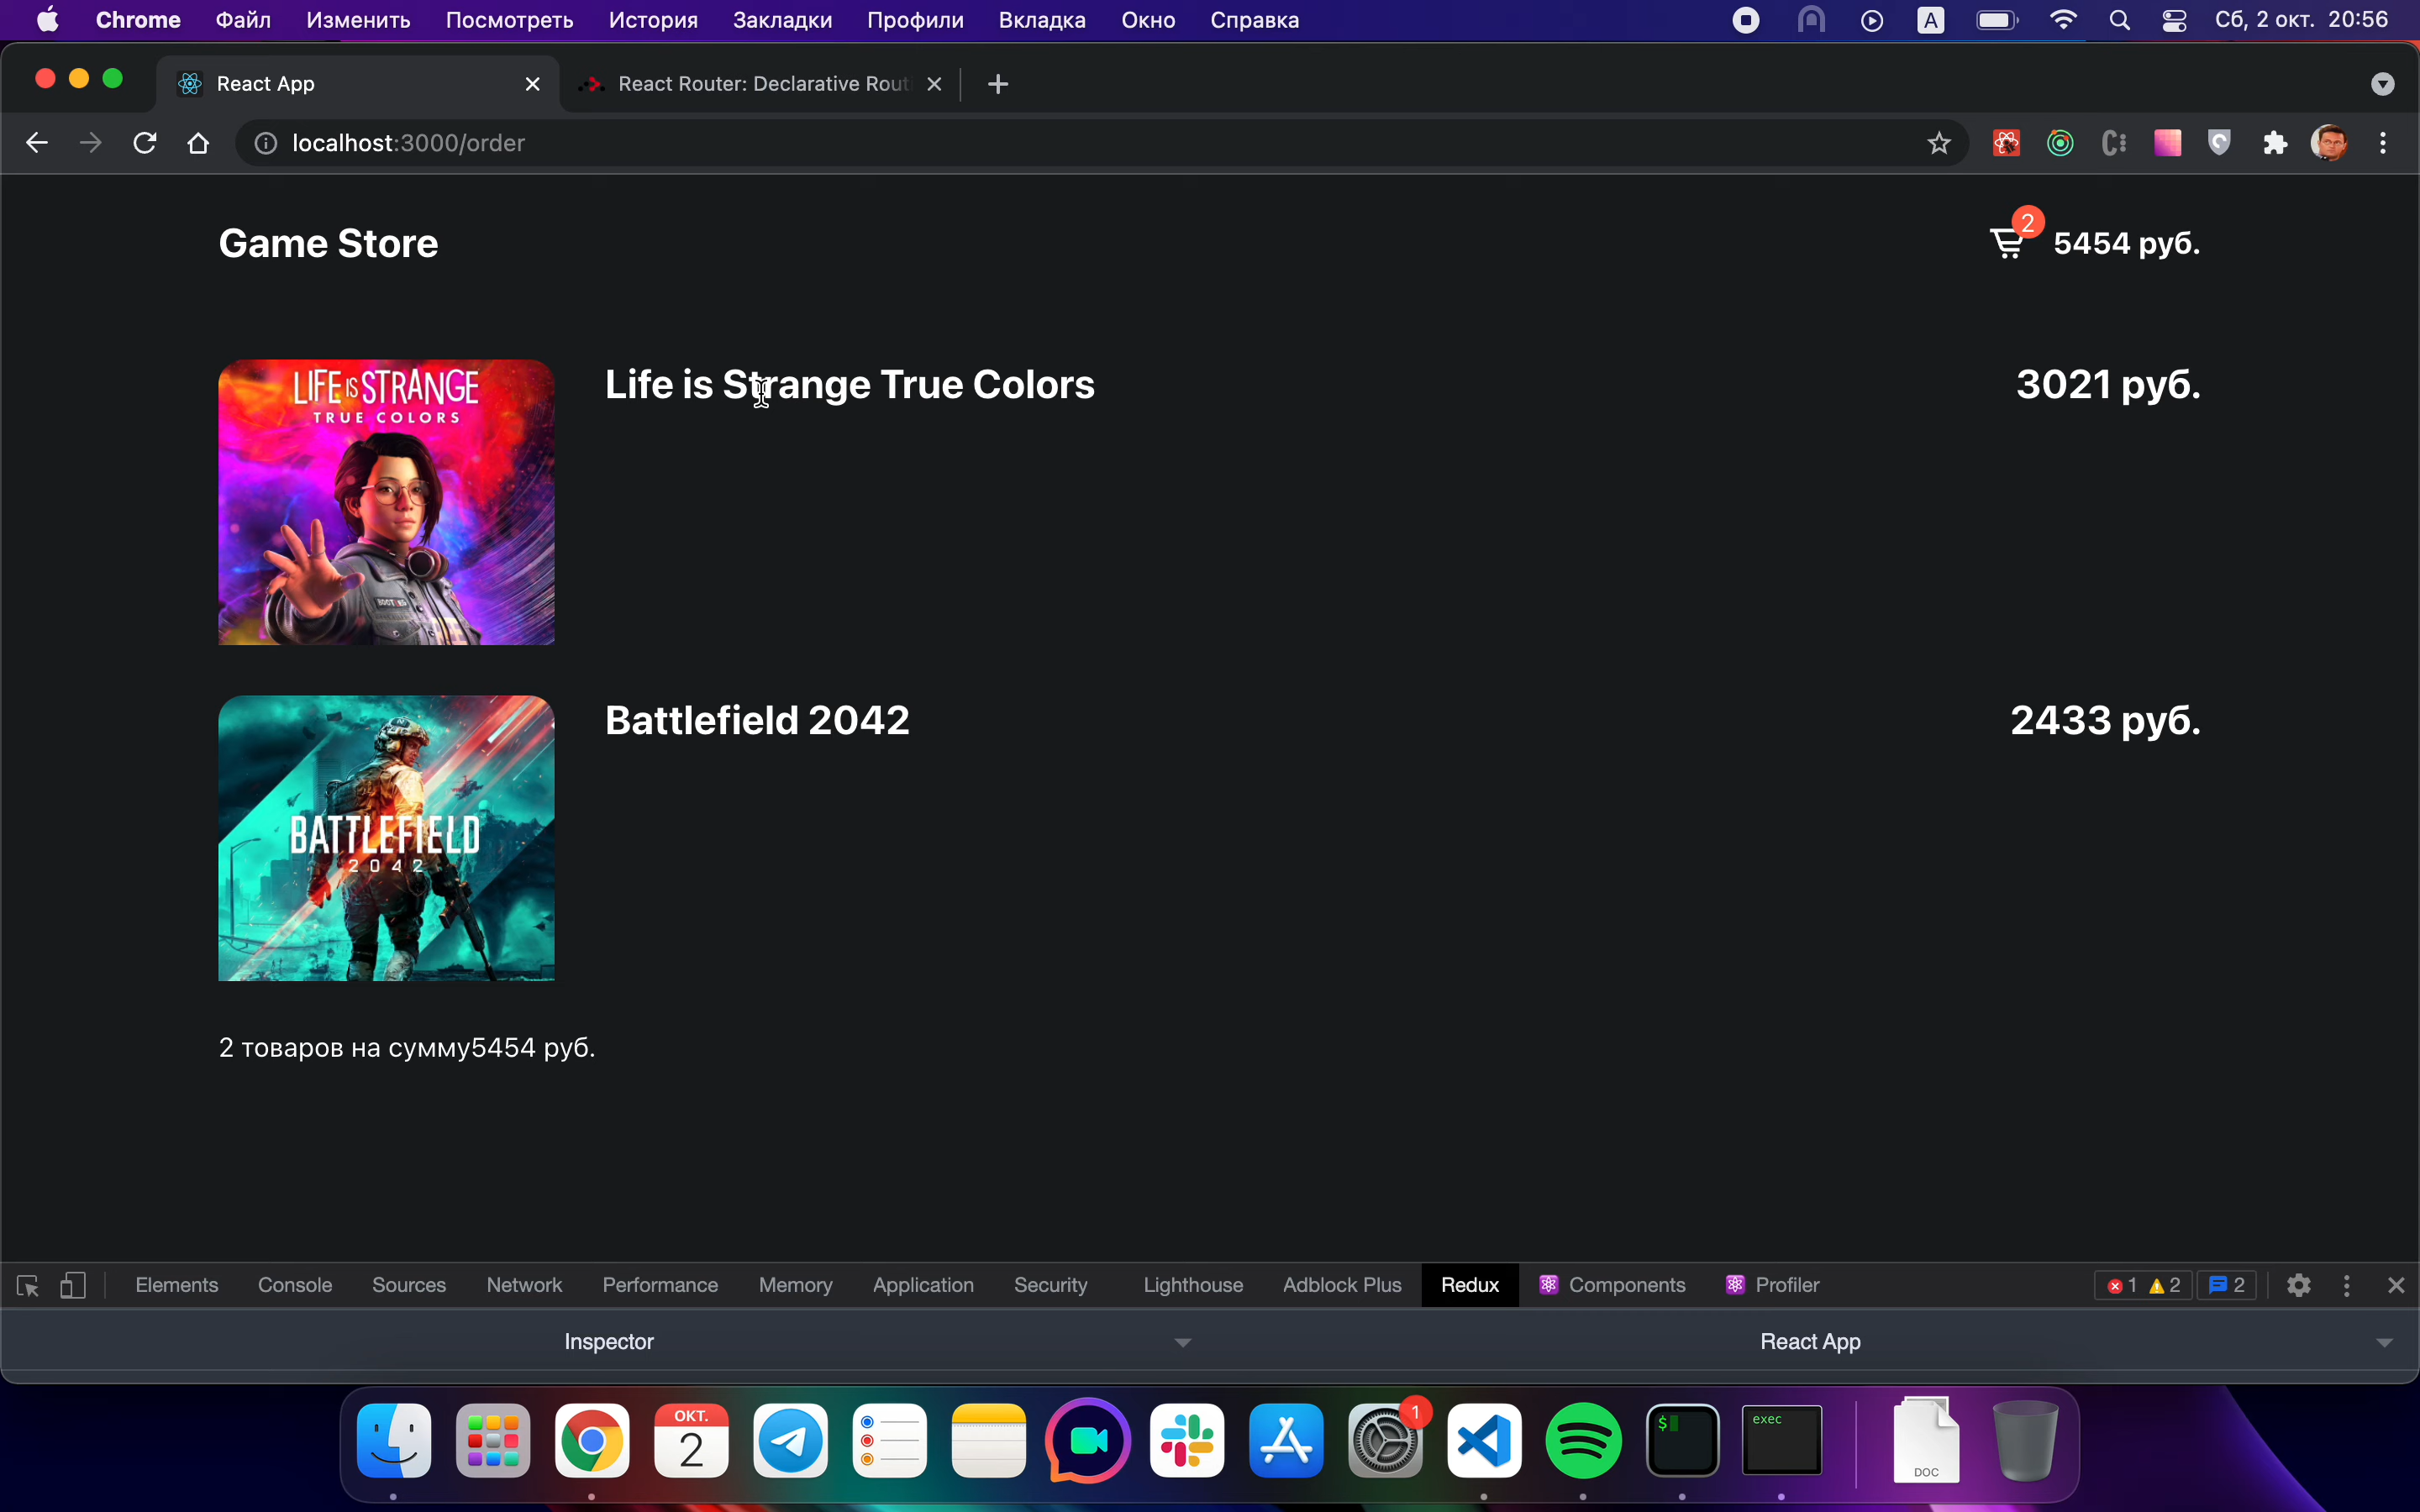 Chrome Файл Изменить Посмотреть История Закладки Профили Вкладка Окно Справка A Сб, 2 окт. 20:56
React App React Router: Declarative Rout
localhost:3000/order
Game Store 2 5454 руб.
LIFE IS STRANGE
TRUE COLORS
Life is Strange True Colors 3021 руб.
BATTLEFIELD
2042
Battlefield 2042 2433 руб.
2 товаров на сумму5454 руб.
Elements Console Sources Network Performance Memory Application Security Lighthouse Adblock Plus Redux Components Profiler 1 2 2
Inspector React App
ОКТ.
2
1
$
exec
DOC